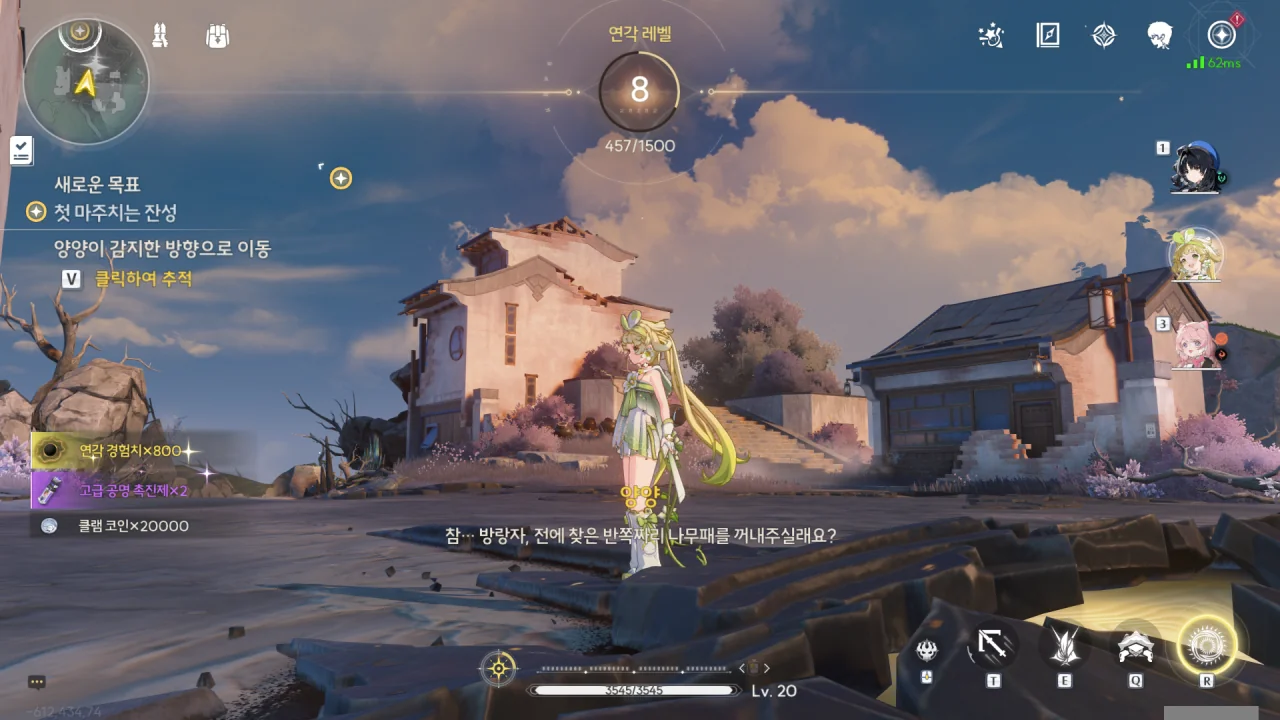 연각 레벨
8
457/1500
62ms
새로운 목표
첫 마주치는 잔성
양양이 감지한 방향으로 이동
V 클릭하여 추적
1
3
연각 경험치×800
고급 공명 촉진제×2
클램 코인×20000
양양
참… 방랑자, 전에 찾은 반쪽짜리 나무패를 꺼내주실래요?
T
E
Q
R
3545/3545
Lv. 20
-612,434,74